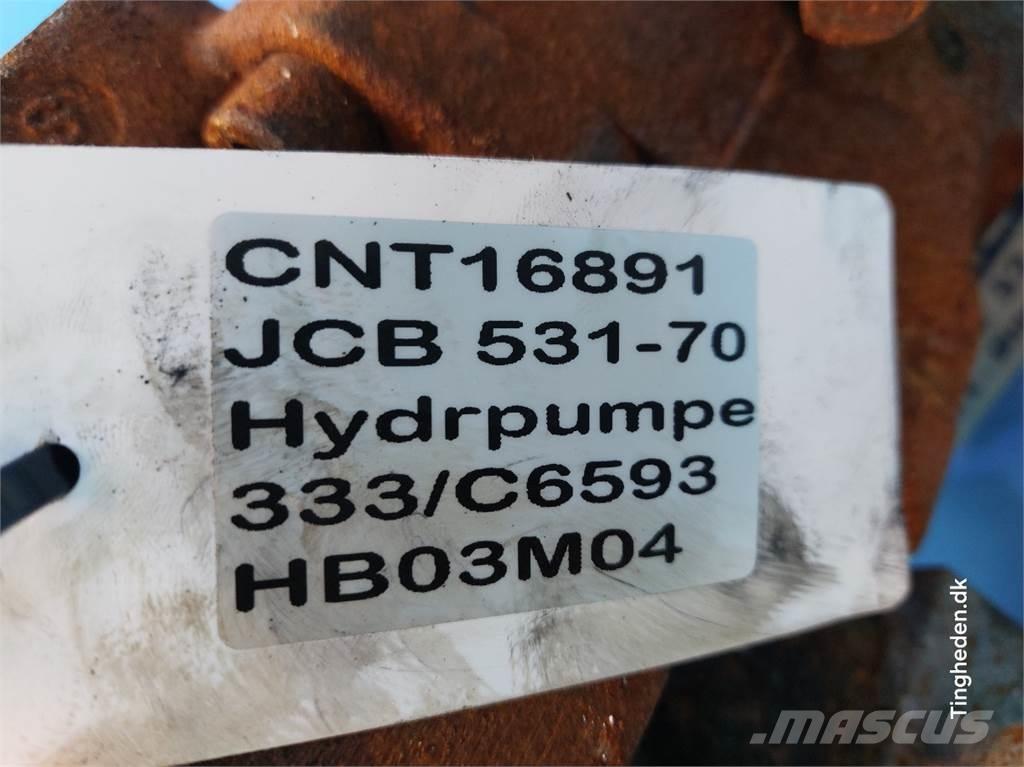 CNT16891
JCB 531-70
Hydrpumpe
333/C6593
HB03M04
Tingheden.dk
MASCUS